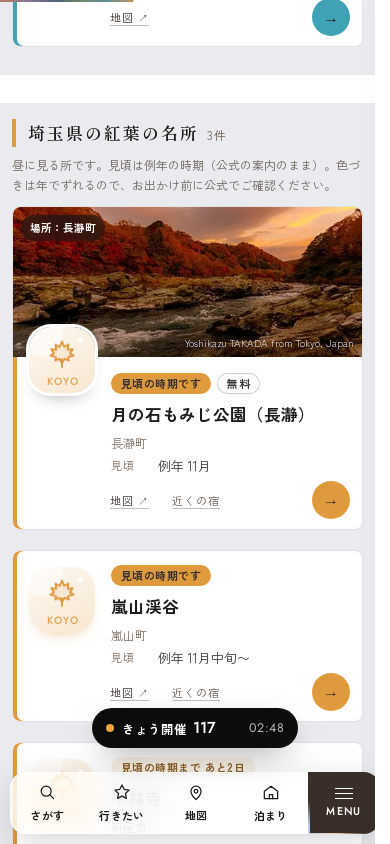 地図 ↗
→
埼玉県の紅葉の名所 3件
昼に見る所です。見頃は例年の時期（公式の案内のまま）。色づ
きは年でずれるので、お出かけ前に公式でご確認ください。
場所：長瀞町
Yoshikazu TAKADA from Tokyo, Japan
KOYO
見頃の時期です 無料
月の石もみじ公園（長瀞）
長瀞町
見頃 例年 11月
地図 ↗ 近くの宿
→
KOYO
見頃の時期です
嵐山渓谷
嵐山町
見頃 例年 11月中旬〜
地図 ↗ 近くの宿
→
きょう開催 117 02:48
見頃の時期まで あと2日
林寺
新座市
さがす 行きたい 地図 泊まり MENU